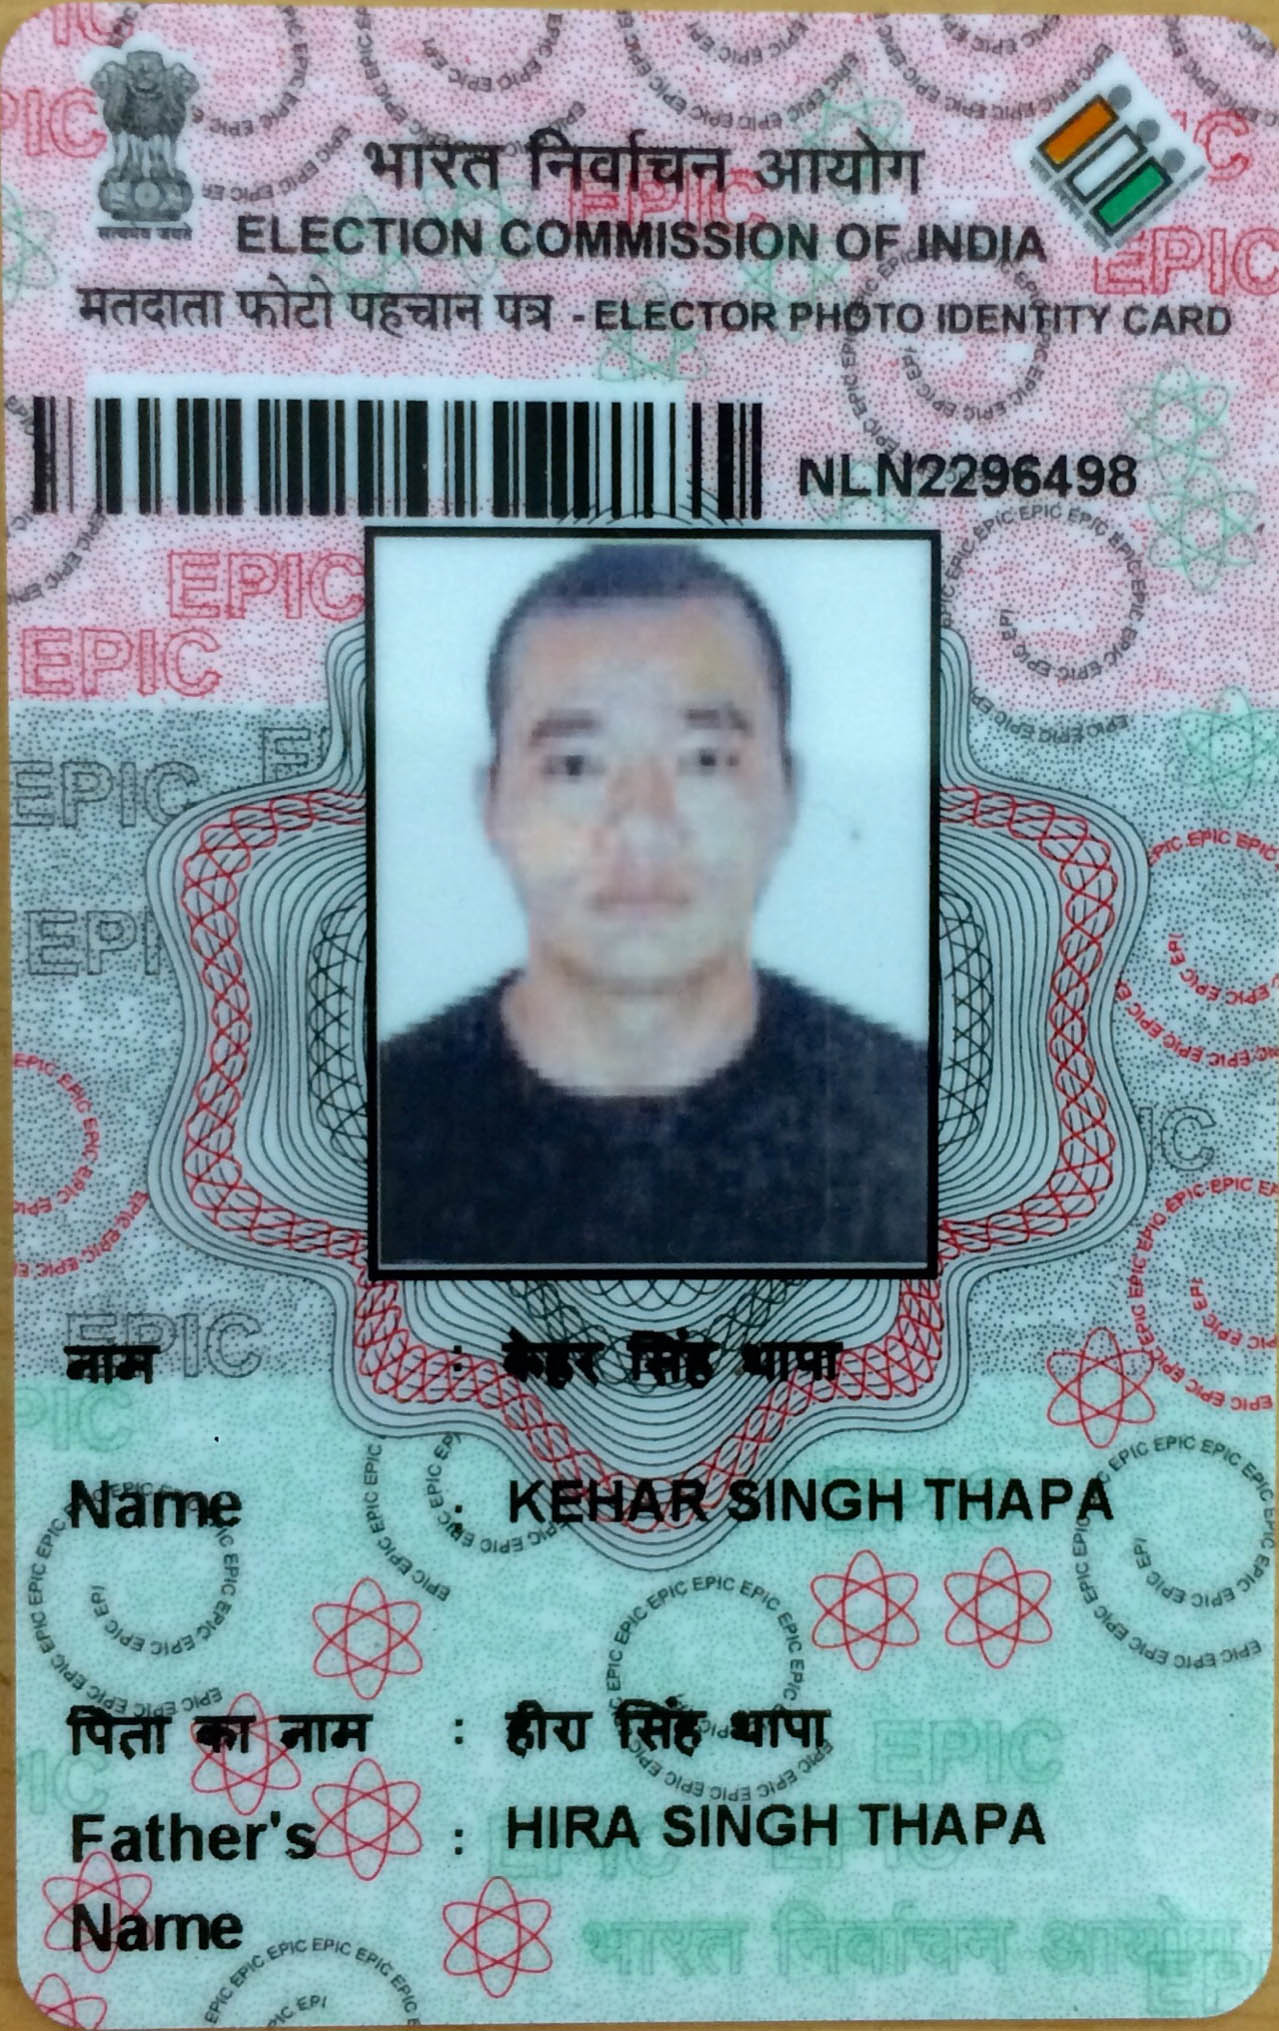 सत्यमेव जयते
भारत निर्वाचन आयोग
ELECTION COMMISSION OF INDIA
मतदाता फोटो पहचान पत्र - ELECTOR PHOTO IDENTITY CARD
NLN2296498
नाम : केहर सिंह थापा
Name : KEHAR SINGH THAPA
पिता का नाम : हीरा सिंह थापा
Father's : HIRA SINGH THAPA
Name
भारत निर्वाचन आयोग